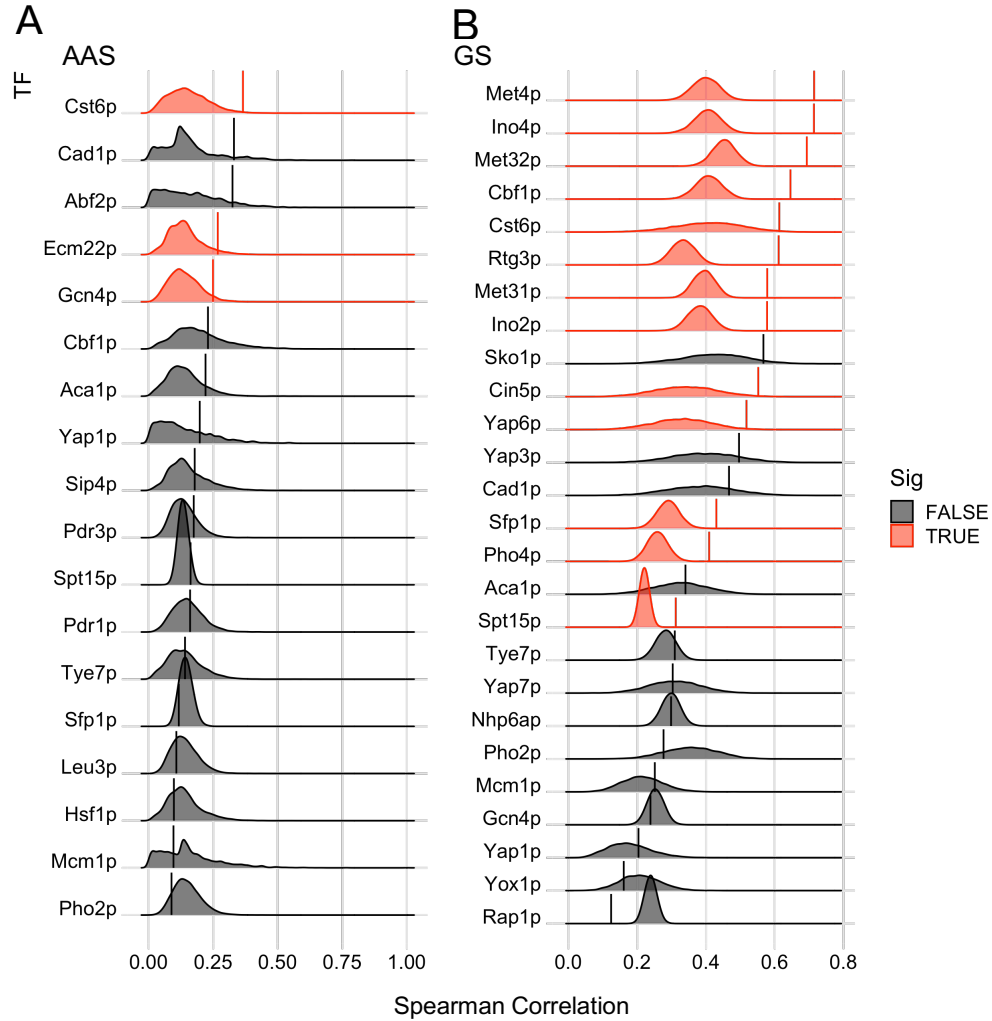 A
AAS
TF
Cst6p
Cad1p
Abf2p
Ecm22p
Gcn4p
Cbf1p
Aca1p
Yap1p
Sip4p
Pdr3p
Spt15p
Pdr1p
Tye7p
Sfp1p
Leu3p
Hsf1p
Mcm1p
Pho2p
0.00 0.25 0.50 0.75 1.00
B
GS
Met4p
Ino4p
Met32p
Cbf1p
Cst6p
Rtg3p
Met31p
Ino2p
Sko1p
Cin5p
Yap6p
Yap3p
Cad1p
Sfp1p
Pho4p
Aca1p
Spt15p
Tye7p
Yap7p
Nhp6ap
Pho2p
Mcm1p
Gcn4p
Yap1p
Yox1p
Rap1p
0.0 0.2 0.4 0.6 0.8
Spearman Correlation
Sig
FALSE
TRUE